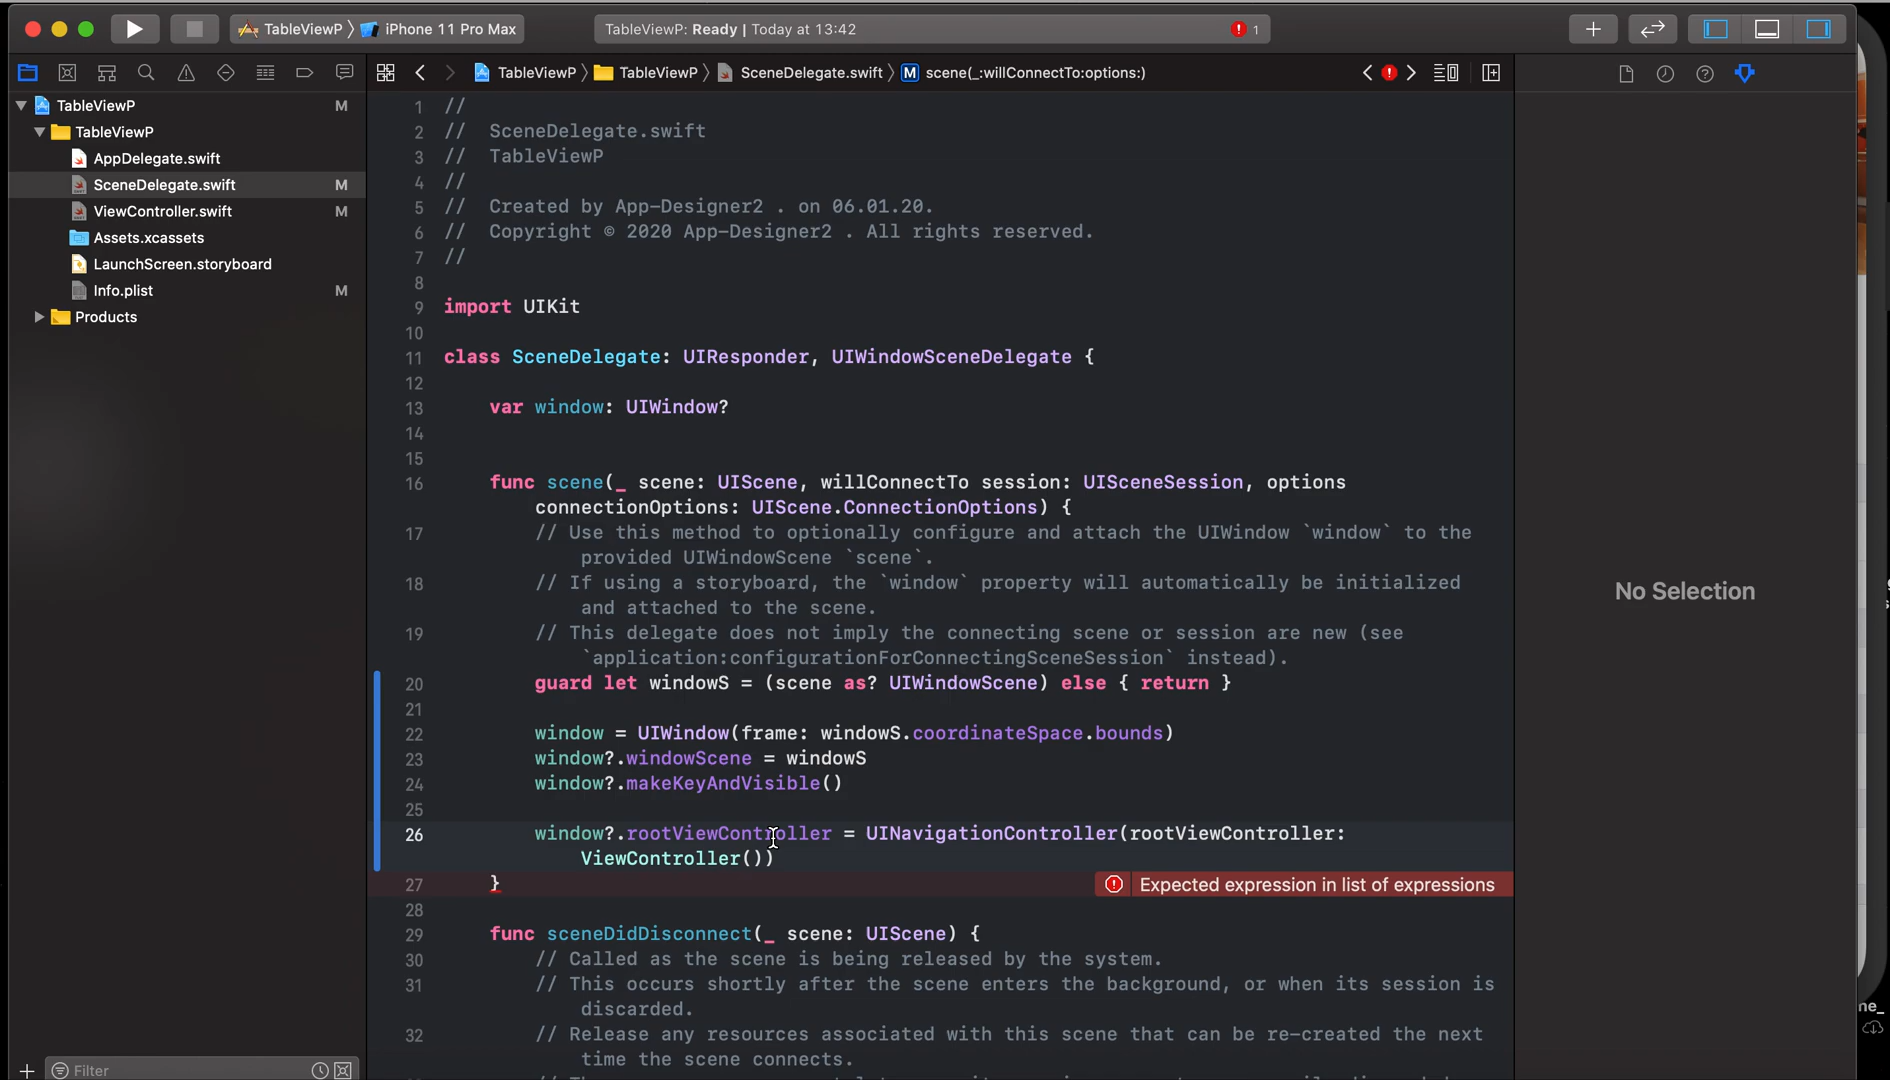 TableViewP
iPhone 11 Pro Max
TableViewP: Ready | Today at 13:42
1
TableViewP
TableViewP
SceneDelegate.swift
M
scene(_:willConnectTo:options:)
TableViewP
M
TableViewP
AppDelegate.swift
SceneDelegate.swift
M
ViewController.swift
M
Assets.xcassets
LaunchScreen.storyboard
Info.plist
M
Products
Filter
1 //
2 // SceneDelegate.swift
3 // TableViewP
4 //
5 // Created by App-Designer2 . on 06.01.20.
6 // Copyright © 2020 App-Designer2 . All rights reserved.
7 //
8
9 import UIKit
10
11 class SceneDelegate: UIResponder, UIWindowSceneDelegate {
12
13 var window: UIWindow?
14
15
16 func scene(_ scene: UIScene, willConnectTo session: UISceneSession, options
connectionOptions: UIScene.ConnectionOptions) {
17 // Use this method to optionally configure and attach the UIWindow `window` to the
provided UIWindowScene `scene`.
18 // If using a storyboard, the `window` property will automatically be initialized
and attached to the scene.
19 // This delegate does not imply the connecting scene or session are new (see
`application:configurationForConnectingSceneSession` instead).
20 guard let windowS = (scene as? UIWindowScene) else { return }
21
22 window = UIWindow(frame: windowS.coordinateSpace.bounds)
23 window?.windowScene = windowS
24 window?.makeKeyAndVisible()
25
26 window?.rootViewController = UINavigationController(rootViewController:
ViewController())
27 }
Expected expression in list of expressions
28
29 func sceneDidDisconnect(_ scene: UIScene) {
30 // Called as the scene is being released by the system.
31 // This occurs shortly after the scene enters the background, or when its session is
discarded.
32 // Release any resources associated with this scene that can be re-created the next
time the scene connects.
No Selection
ne_